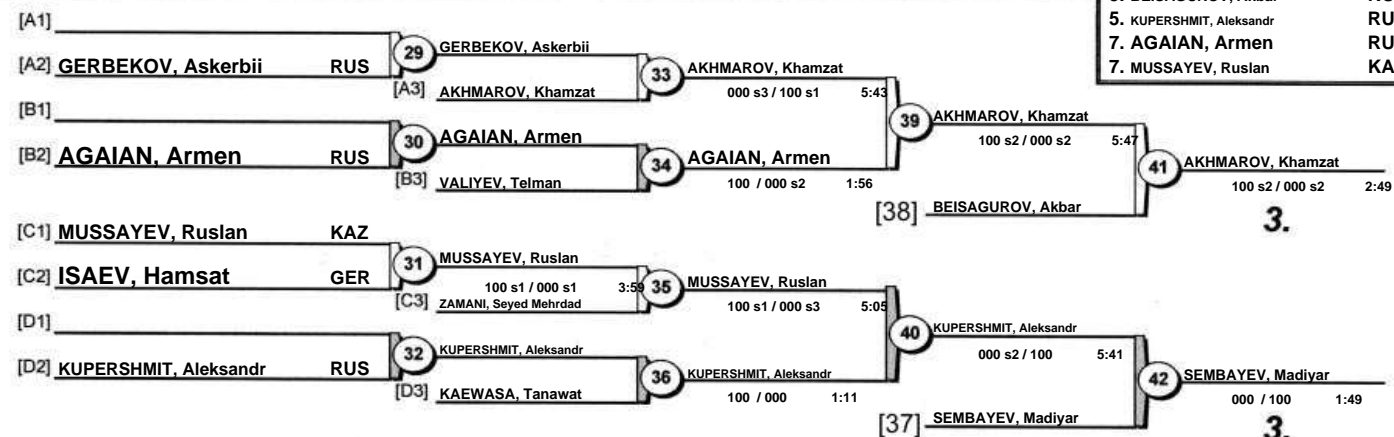 5. KUPERSHMIT, Aleksandr RU
7. AGAIAN, Armen RU
7. MUSSAYEV, Ruslan KA
[A1]
[A2] GERBEKOV, Askerbii RUS
29
GERBEKOV, Askerbii
[A3] AKHMAROV, Khamzat
33
AKHMAROV, Khamzat
000 s3 / 100 s1 5:43
[B1]
[B2] AGAIAN, Armen RUS
30
AGAIAN, Armen
[B3] VALIYEV, Telman
34
AGAIAN, Armen
100 / 000 s2 1:56
39
AKHMAROV, Khamzat
100 s2 / 000 s2 5:47
[38] BEISAGUROV, Akbar
41
AKHMAROV, Khamzat
100 s2 / 000 s2 2:49
3.
[C1] MUSSAYEV, Ruslan KAZ
[C2] ISAEV, Hamsat GER
31
MUSSAYEV, Ruslan
100 s1 / 000 s1 3:59
[C3] ZAMANI, Seyed Mehrdad
35
MUSSAYEV, Ruslan
100 s1 / 000 s3 5:05
[D1]
[D2] KUPERSHMIT, Aleksandr RUS
32
KUPERSHMIT, Aleksandr
[D3] KAEWASA, Tanawat
36
KUPERSHMIT, Aleksandr
100 / 000 1:11
40
KUPERSHMIT, Aleksandr
000 s2 / 100 5:41
[37] SEMBAYEV, Madiyar
42
SEMBAYEV, Madiyar
000 / 100 1:49
3.